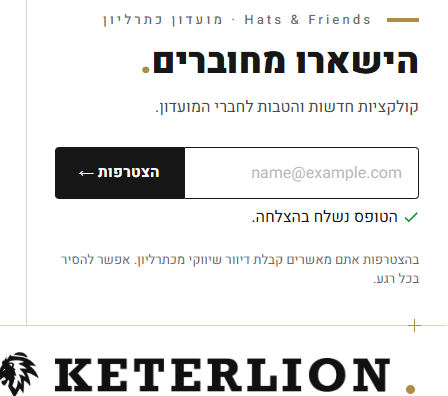 מועדון כתרליון · Hats & Friends
הישארו מחוברים.
קולקציות חדשות והטבות לחברי המועדון.
name@example.com
הצטרפות ←
✓ הטופס נשלח בהצלחה.
בהצטרפות אתם מאשרים קבלת דיוור שיווקי מכתרליון. אפשר להסיר
בכל רגע.
KETERLION.